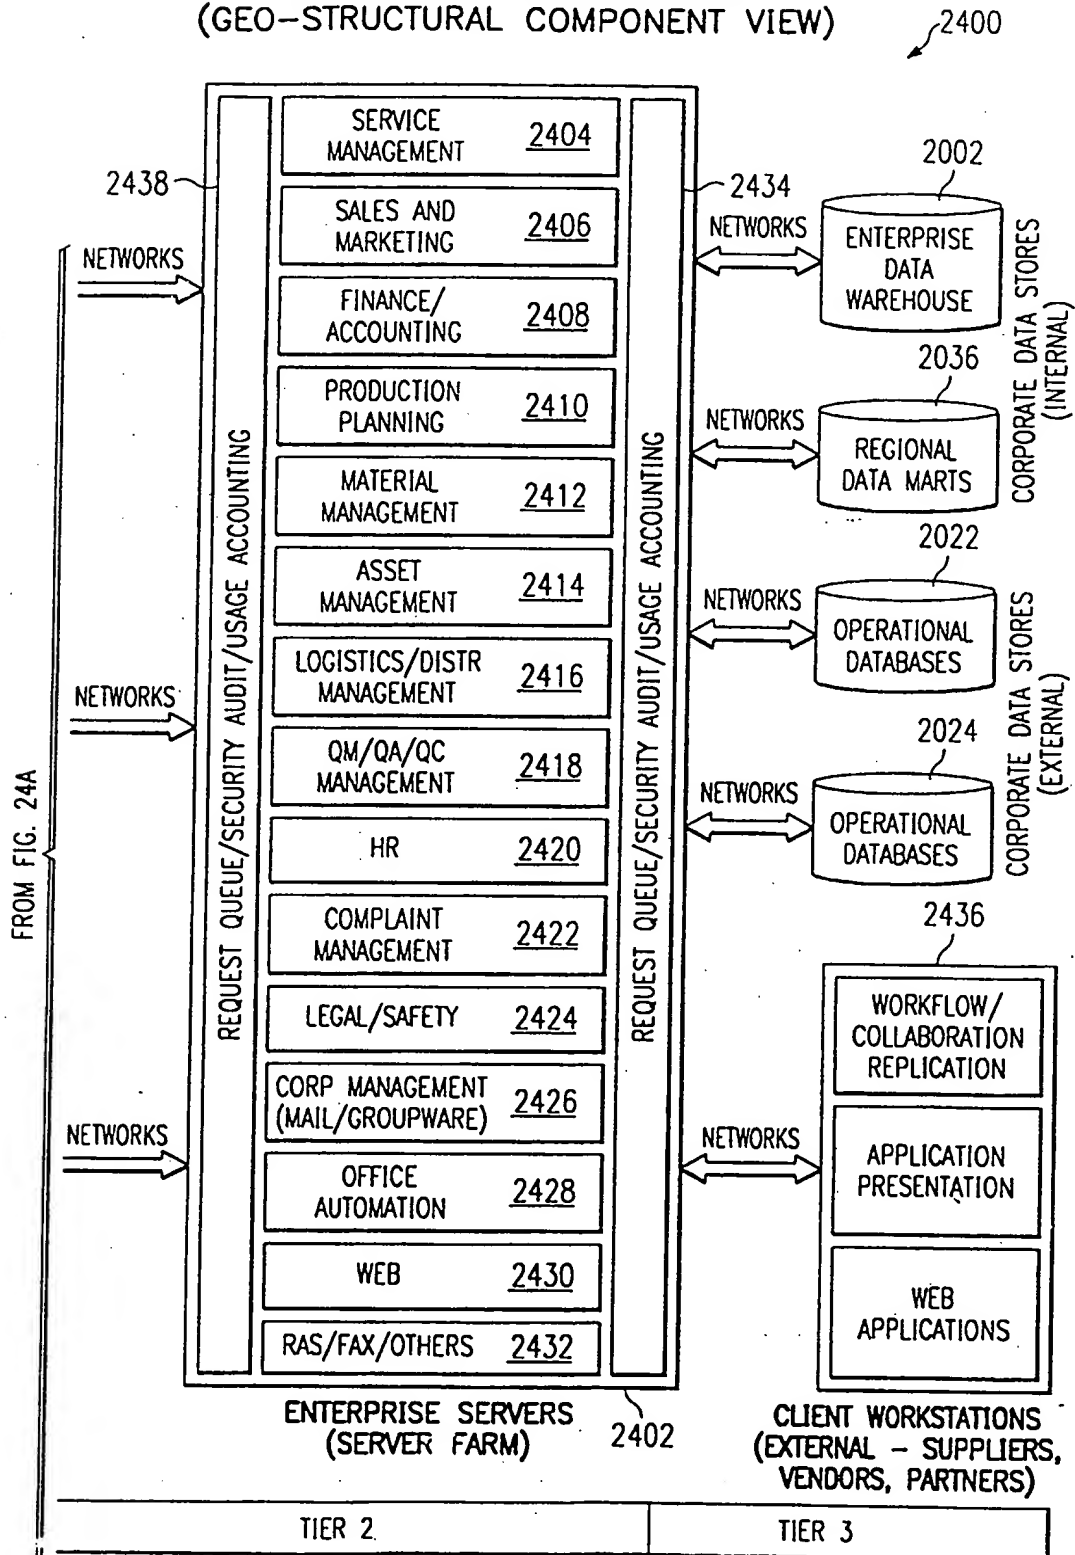 (GEO-STRUCTURAL COMPONENT VIEW)
2400
2438
2434
2002
SERVICE
MANAGEMENT
2404
SALES AND
MARKETING
2406
FINANCE/
ACCOUNTING
2408
PRODUCTION
PLANNING
2410
MATERIAL
MANAGEMENT
2412
ASSET
MANAGEMENT
2414
LOGISTICS/DISTR
MANAGEMENT
2416
QM/QA/QC
MANAGEMENT
2418
HR
2420
COMPLAINT
MANAGEMENT
2422
LEGAL/SAFETY
2424
CORP MANAGEMENT
(MAIL/GROUPWARE)
2426
OFFICE
AUTOMATION
2428
WEB
2430
RAS/FAX/OTHERS
2432
REQUEST QUEUE/SECURITY AUDIT/USAGE ACCOUNTING
REQUEST QUEUE/SECURITY AUDIT/USAGE ACCOUNTING
FROM FIG. 24A
NETWORKS
NETWORKS
NETWORKS
NETWORKS
ENTERPRISE
DATA
WAREHOUSE
2036
NETWORKS
REGIONAL
DATA MARTS
CORPORATE DATA STORES
(INTERNAL)
2022
NETWORKS
OPERATIONAL
DATABASES
2024
NETWORKS
OPERATIONAL
DATABASES
CORPORATE DATA STORES
(EXTERNAL)
2436
NETWORKS
WORKFLOW/
COLLABORATION
REPLICATION
APPLICATION
PRESENTATION
WEB
APPLICATIONS
ENTERPRISE SERVERS
(SERVER FARM)
2402
CLIENT WORKSTATIONS
(EXTERNAL - SUPPLIERS,
VENDORS, PARTNERS)
TIER 2
TIER 3